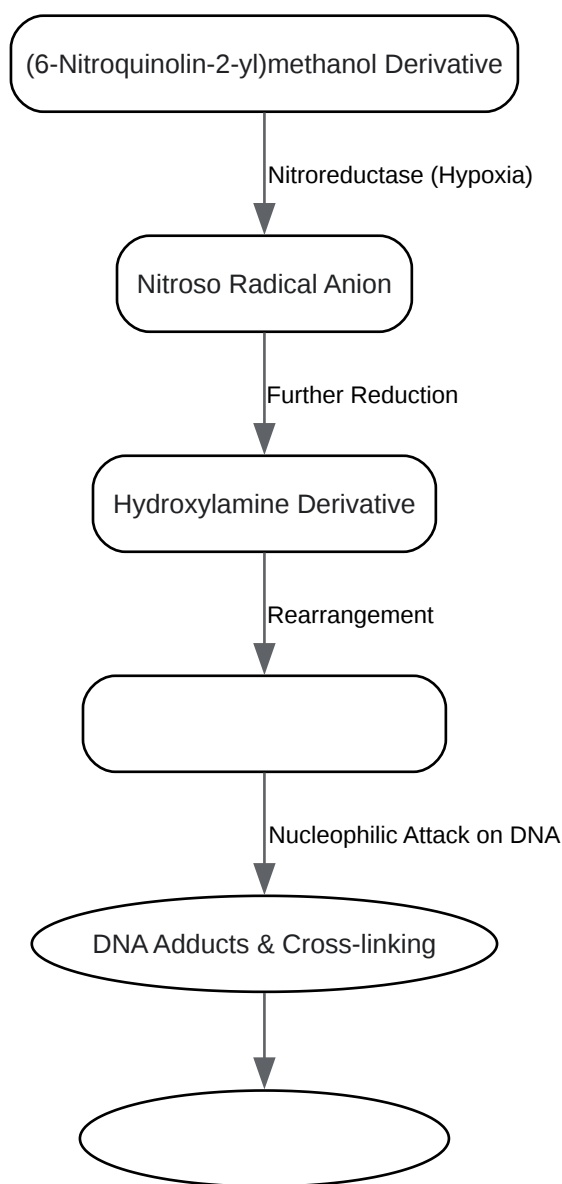 (6-Nitroquinolin-2-yl)methanol Derivative
Nitroreductase (Hypoxia)
Nitroso Radical Anion
Further Reduction
Hydroxylamine Derivative
Rearrangement
Nucleophilic Attack on DNA
DNA Adducts & Cross-linking